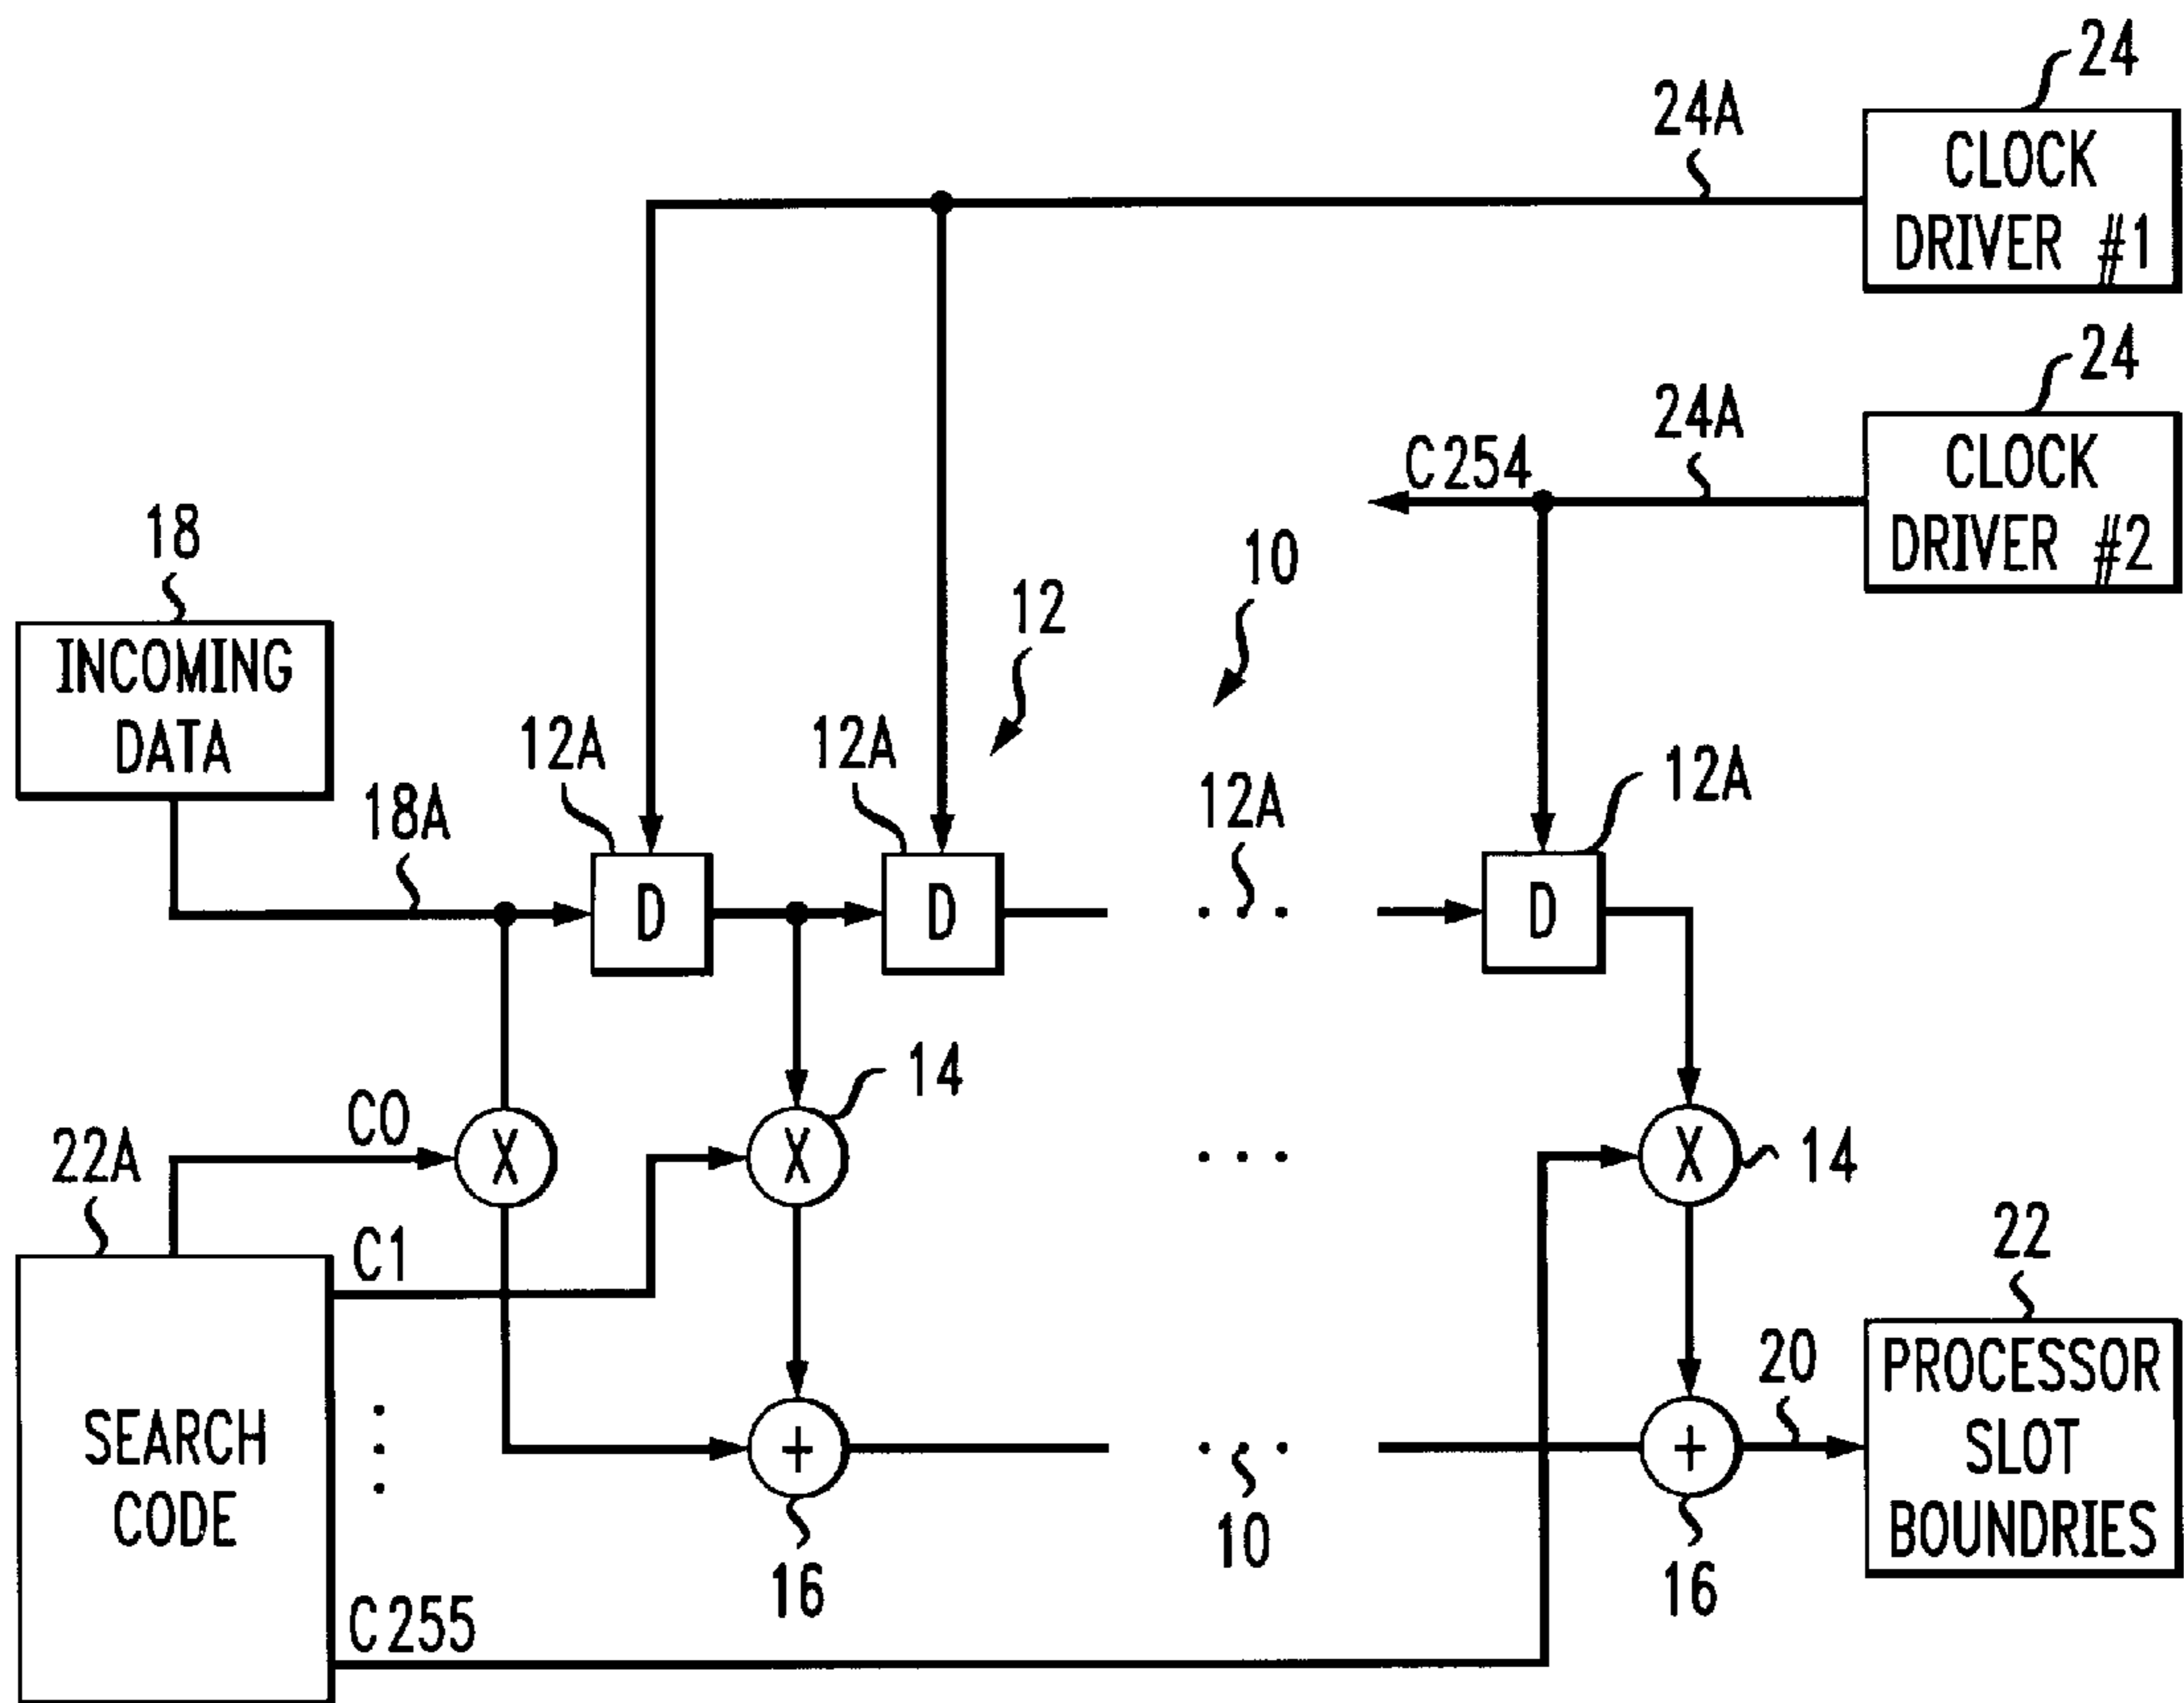 24
24A
CLOCK
DRIVER #1
24
24A
C254
CLOCK
DRIVER #2
18
10
12
INCOMING
DATA
12A
12A
12A
12A
18A
D
D
. . .
D
14
C0
X
X
. . .
X
14
22A
C1
22
20
PROCESSOR
SLOT
BOUNDRIES
SEARCH
CODE
+
. . .
+
10
16
16
C255